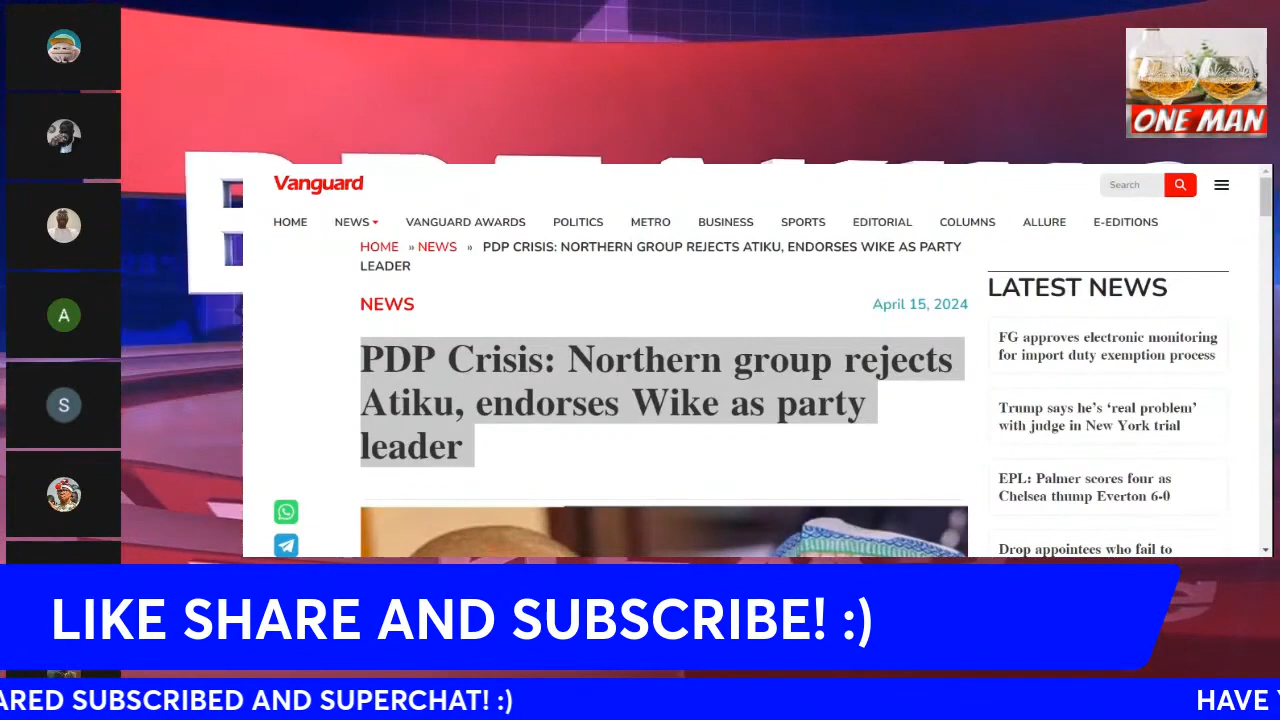 ONE MAN
Vanguard
Search
HOME
NEWS
VANGUARD AWARDS
POLITICS
METRO
BUSINESS
SPORTS
EDITORIAL
COLUMNS
ALLURE
E-EDITIONS
HOME » NEWS » PDP CRISIS: NORTHERN GROUP REJECTS ATIKU, ENDORSES WIKE AS PARTY
LEADER
NEWS
April 15, 2024
PDP Crisis: Northern group rejects
Atiku, endorses Wike as party
leader
LATEST NEWS
FG approves electronic monitoring
for import duty exemption process
Trump says he’s ‘real problem’
with judge in New York trial
EPL: Palmer scores four as
Chelsea thump Everton 6-0
Drop appointees who fail to
A
S
LIKE SHARE AND SUBSCRIBE! :)
ARED SUBSCRIBED AND SUPERCHAT! :)
HAVE